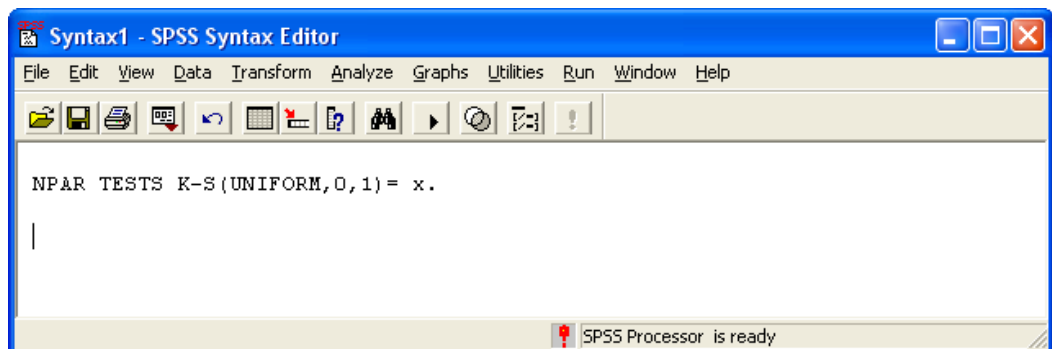 SPSS Syntax1 - SPSS Syntax Editor
File Edit View Data Transform Analyze Graphs Utilities Run Window Help
NPAR TESTS K-S(UNIFORM,0,1)= x.
SPSS Processor is ready